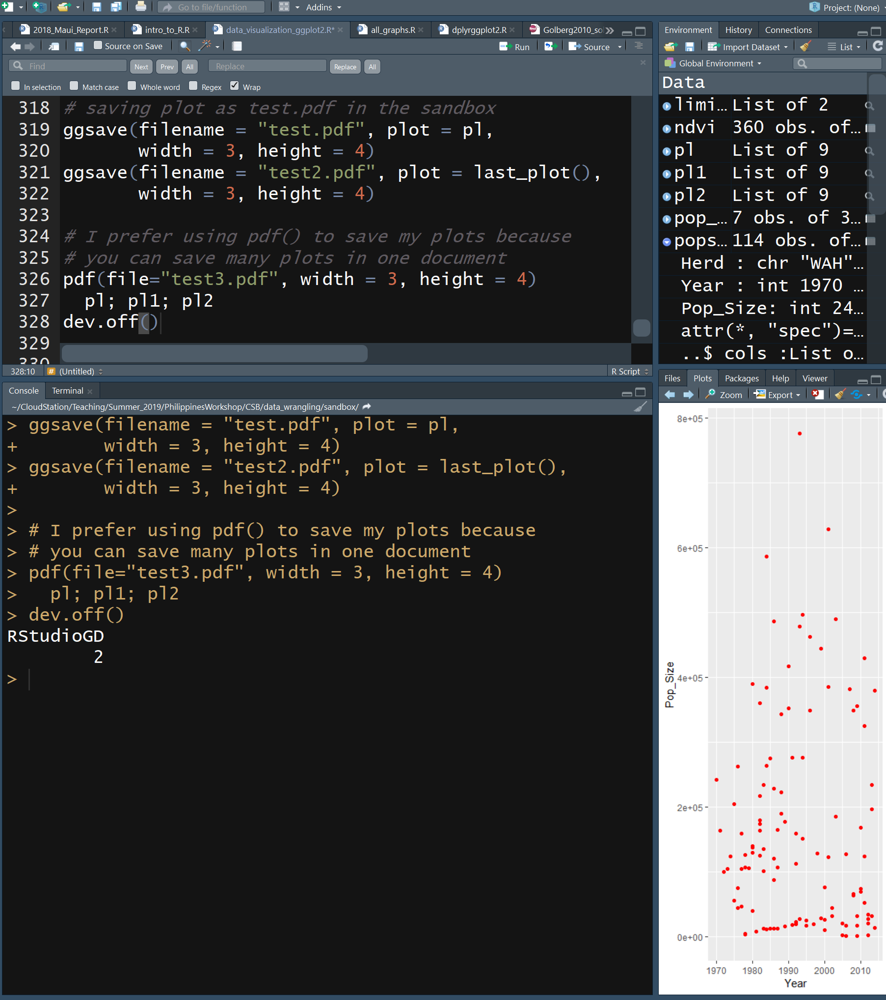 Go to file/function
Addins
Project: (None)
2018_Maui_Report.R
intro_to_R.R
data_visualization_ggplot2.R*
all_graphs.R
dplyrggplot2.R
Golberg2010_sol
Source on Save
Run
Source
Find
Next
Prev
All
Replace
Replace
All
In selection
Match case
Whole word
Regex
Wrap
318 # saving plot as test.pdf in the sandbox
319 ggsave(filename = "test.pdf", plot = pl,
320        width = 3, height = 4)
321 ggsave(filename = "test2.pdf", plot = last_plot(),
322        width = 3, height = 4)
323
324 # I prefer using pdf() to save my plots because
325 # you can save many plots in one document
326 pdf(file="test3.pdf", width = 3, height = 4)
327   pl; pl1; pl2
328 dev.off()
329
330
328:10
# (Untitled)
R Script
Console
Terminal
~/CloudStation/Teaching/Summer_2019/PhilippinesWorkshop/CSB/data_wrangling/sandbox/
> ggsave(filename = "test.pdf", plot = pl,
+        width = 3, height = 4)
> ggsave(filename = "test2.pdf", plot = last_plot(),
+        width = 3, height = 4)
>
> # I prefer using pdf() to save my plots because
> # you can save many plots in one document
> pdf(file="test3.pdf", width = 3, height = 4)
>   pl; pl1; pl2
> dev.off()
RStudioGD
        2
>
Environment
History
Connections
Import Dataset
List
Global Environment
Data
limi… List of 2
ndvi 360 obs. of…
pl List of 9
pl1 List of 9
pl2 List of 9
pop_… 7 obs. of 3…
pops… 114 obs. of…
Herd : chr "WAH"…
Year : int 1970 …
Pop_Size: int 24…
attr(*, "spec")=…
..$ cols :List o…
Files
Plots
Packages
Help
Viewer
Zoom
Export
8e+05
6e+05
4e+05
2e+05
0e+00
Pop_Size
1970
1980
1990
2000
2010
Year